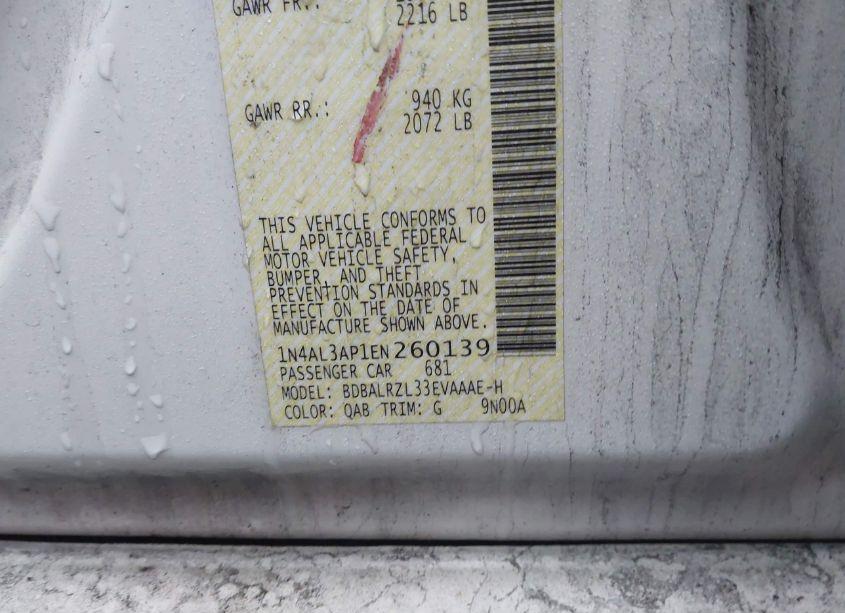 GAWR FR.:
2216 LB
GAWR RR.: 940 KG
2072 LB
THIS VEHICLE CONFORMS TO
ALL APPLICABLE FEDERAL
MOTOR VEHICLE SAFETY,
BUMPER, AND THEFT
PREVENTION STANDARDS IN
EFFECT ON THE DATE OF
MANUFACTURE SHOWN ABOVE.
1N4AL3AP1EN260139
PASSENGER CAR 681
MODEL: BDBALRZL33EVAAAE-H
COLOR: QAB TRIM: G 9N00A